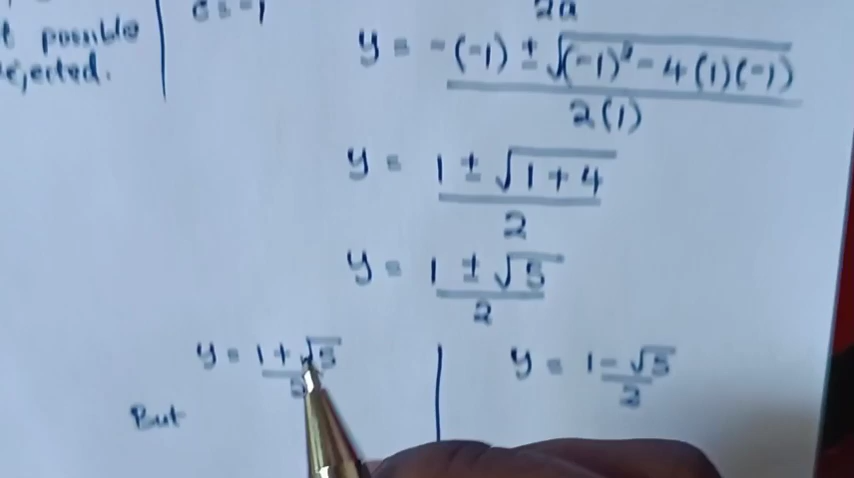 t possible
ejected.
c = -1
2a
y = -(-1) ± √(-1)² - 4(1)(-1)
2(1)
y = 1 ± √1 + 4
2
y = 1 ± √5
2
y = 1 + √5
2
y = 1 - √5
2
But